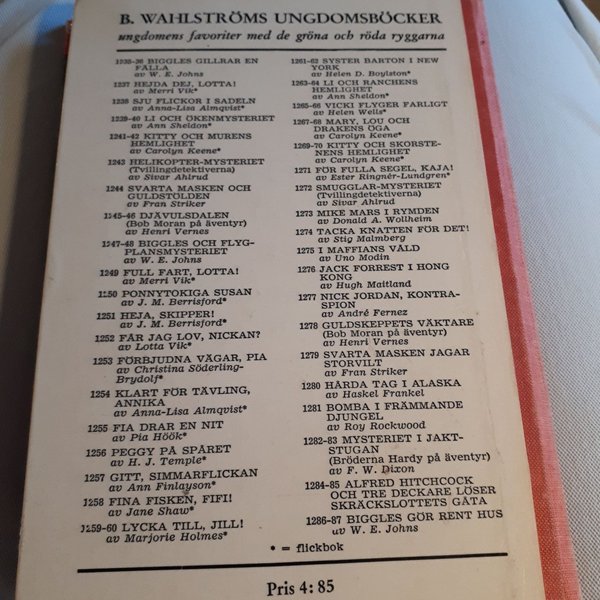 B. WAHLSTRÖMS UNGDOMSBÖCKER
ungdomens favoriter med de gröna och röda ryggarna
1235-36 BIGGLES GILLRAR EN
FÄLLA
av W. E. Johns
1237 HEJDA DEJ, LOTTA!
av Merri Vik*
1238 SJU FLICKOR I SADELN
av Anna-Lisa Almqvist*
1239-40 LI OCH ÖKENMYSTERIET
av Ann Sheldon*
1241-42 KITTY OCH MURENS
HEMLIGHET
av Carolyn Keene*
1243 HELIKOPTER-MYSTERIET
(Tvillingdetektiverna)
av Sivar Ahlrud
1244 SVARTA MASKEN OCH
GULDSTÖLDEN
av Fran Striker
1245-46 DJÄVULSDALEN
(Bob Moran på äventyr)
av Henri Vernes
1247-48 BIGGLES OCH FLYG-
PLANSMYSTERIET
av W. E. Johns
1249 FULL FART, LOTTA!
av Merri Vik*
1250 PONNYTOKIGA SUSAN
av J. M. Berrisford*
1251 HEJA, SKIPPER!
av J. M. Berrisford*
1252 FÅR JAG LOV, NICKAN?
av Lotta Vik*
1253 FÖRBJUDNA VÄGAR, PIA
av Christina Söderling-
Brydolf*
1254 KLART FÖR TÄVLING,
ANNIKA
av Anna-Lisa Almqvist*
1255 FIA DRAR EN NIT
av Pia Höök*
1256 PEGGY PÅ SPÅRET
av H. J. Temple*
1257 GITT, SIMMARFLICKAN
av Ann Finlayson*
1258 FINA FISKEN, FIFI!
av Jane Shaw*
1259-60 LYCKA TILL, JILL!
av Marjorie Holmes*
1261-62 SYSTER BARTON I NEW
YORK
av Helen D. Boylston*
1263-64 LI OCH RANCHENS
HEMLIGHET
av Ann Sheldon*
1265-66 VICKI FLYGER FARLIGT
av Helen Wells*
1267-68 MARY, LOU OCH
DRAKENS ÖGA
av Carolyn Keene*
1269-70 KITTY OCH SKORSTE-
NENS HEMLIGHET
av Carolyn Keene*
1271 FÖR FULLA SEGEL, KAJA!
av Ester Ringnér-Lundgren*
1272 SMUGGLAR-MYSTERIET
(Tvillingdetektiverna)
av Sivar Ahlrud
1273 MIKE MARS I RYMDEN
av Donald A. Wollheim
1274 TACKA KNATTEN FÖR DET!
av Stig Malmberg
1275 I MAFFIANS VÅLD
av Uno Modin
1276 JACK FORREST I HONG
KONG
av Hugh Maitland
1277 NICK JORDAN, KONTRA-
SPION
av André Fernez
1278 GULDSKEPPETS VÄKTARE
(Bob Moran på äventyr)
av Henri Vernes
1279 SVARTA MASKEN JAGAR
STORVILT
av Fran Striker
1280 HÅRDA TAG I ALASKA
av Haskel Frankel
1281 BOMBA I FRÄMMANDE
DJUNGEL
av Roy Rockwood
1282-83 MYSTERIET I JAKT-
STUGAN
(Bröderna Hardy på äventyr)
av F. W. Dixon
1284-85 ALFRED HITCHCOCK
OCH TRE DECKARE LÖSER
SKRÄCKSLOTTETS GÅTA
1286-87 BIGGLES GÖR RENT HUS
av W. E. Johns
* = flickbok
Pris 4: 85